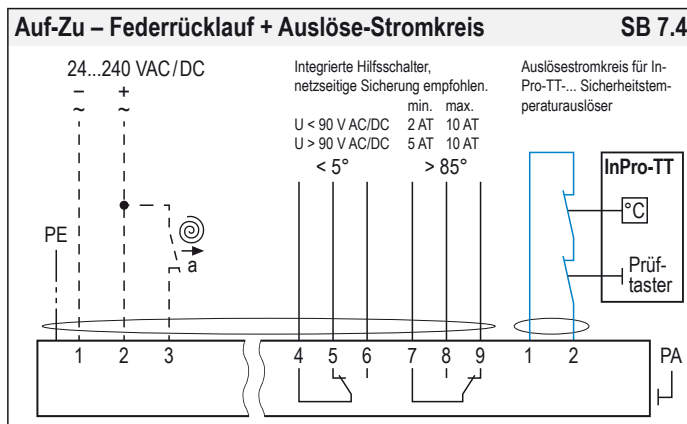 Auf-Zu – Federrücklauf + Auslöse-Stromkreis SB 7.4
24...240 VAC/DC
– +
~ ~
Integrierte Hilfsschalter,
netzseitige Sicherung empfohlen.
min. max.
U < 90 V AC/DC 2 AT 10 AT
U > 90 V AC/DC 5 AT 10 AT
< 5° > 85°
Auslösestromkreis für In-
Pro-TT-... Sicherheitstem-
peraturauslöser
InPro-TT
°C
Prüf-
taster
PE
a
1 2 3 4 5 6 7 8 9 1 2 PA